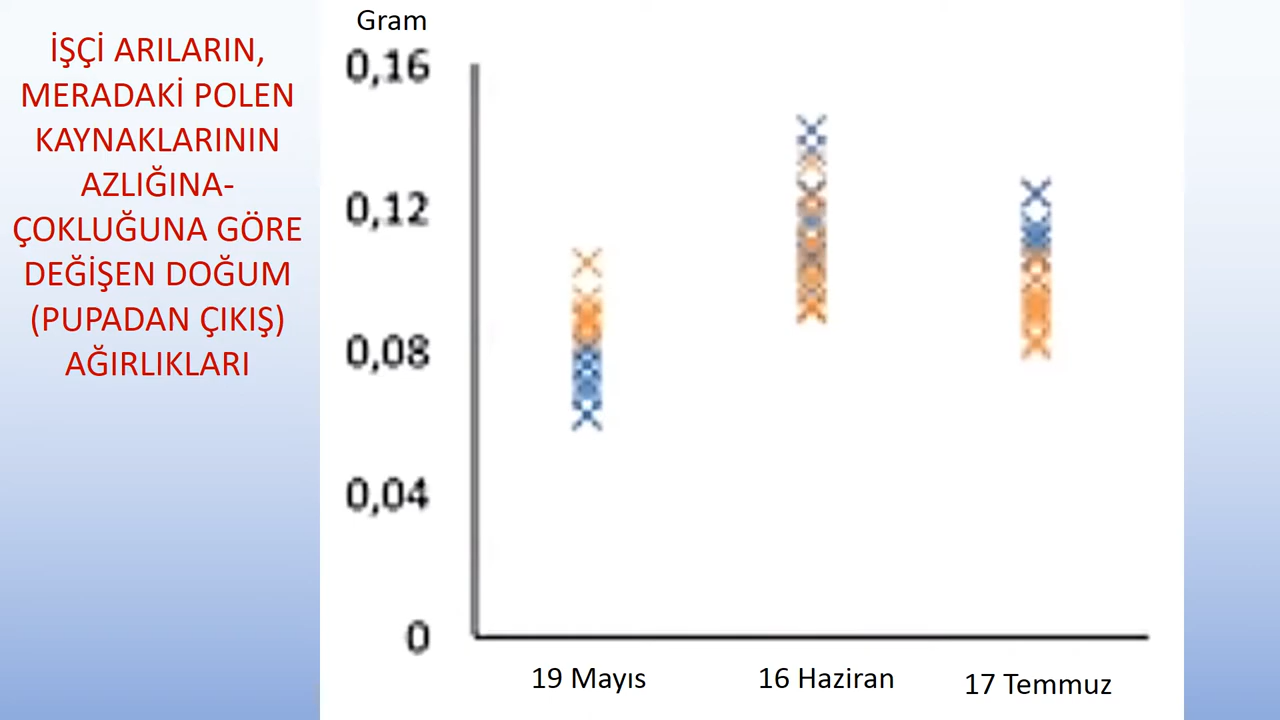 İŞÇİ ARILARIN,
MERADAKİ POLEN
KAYNAKLARININ
AZLIĞINA-
ÇOKLUĞUNA GÖRE
DEĞİŞEN DOĞUM
(PUPADAN ÇIKIŞ)
AĞIRLIKLARI
Gram
0,16
0,12
0,08
0,04
0
19 Mayıs
16 Haziran
17 Temmuz